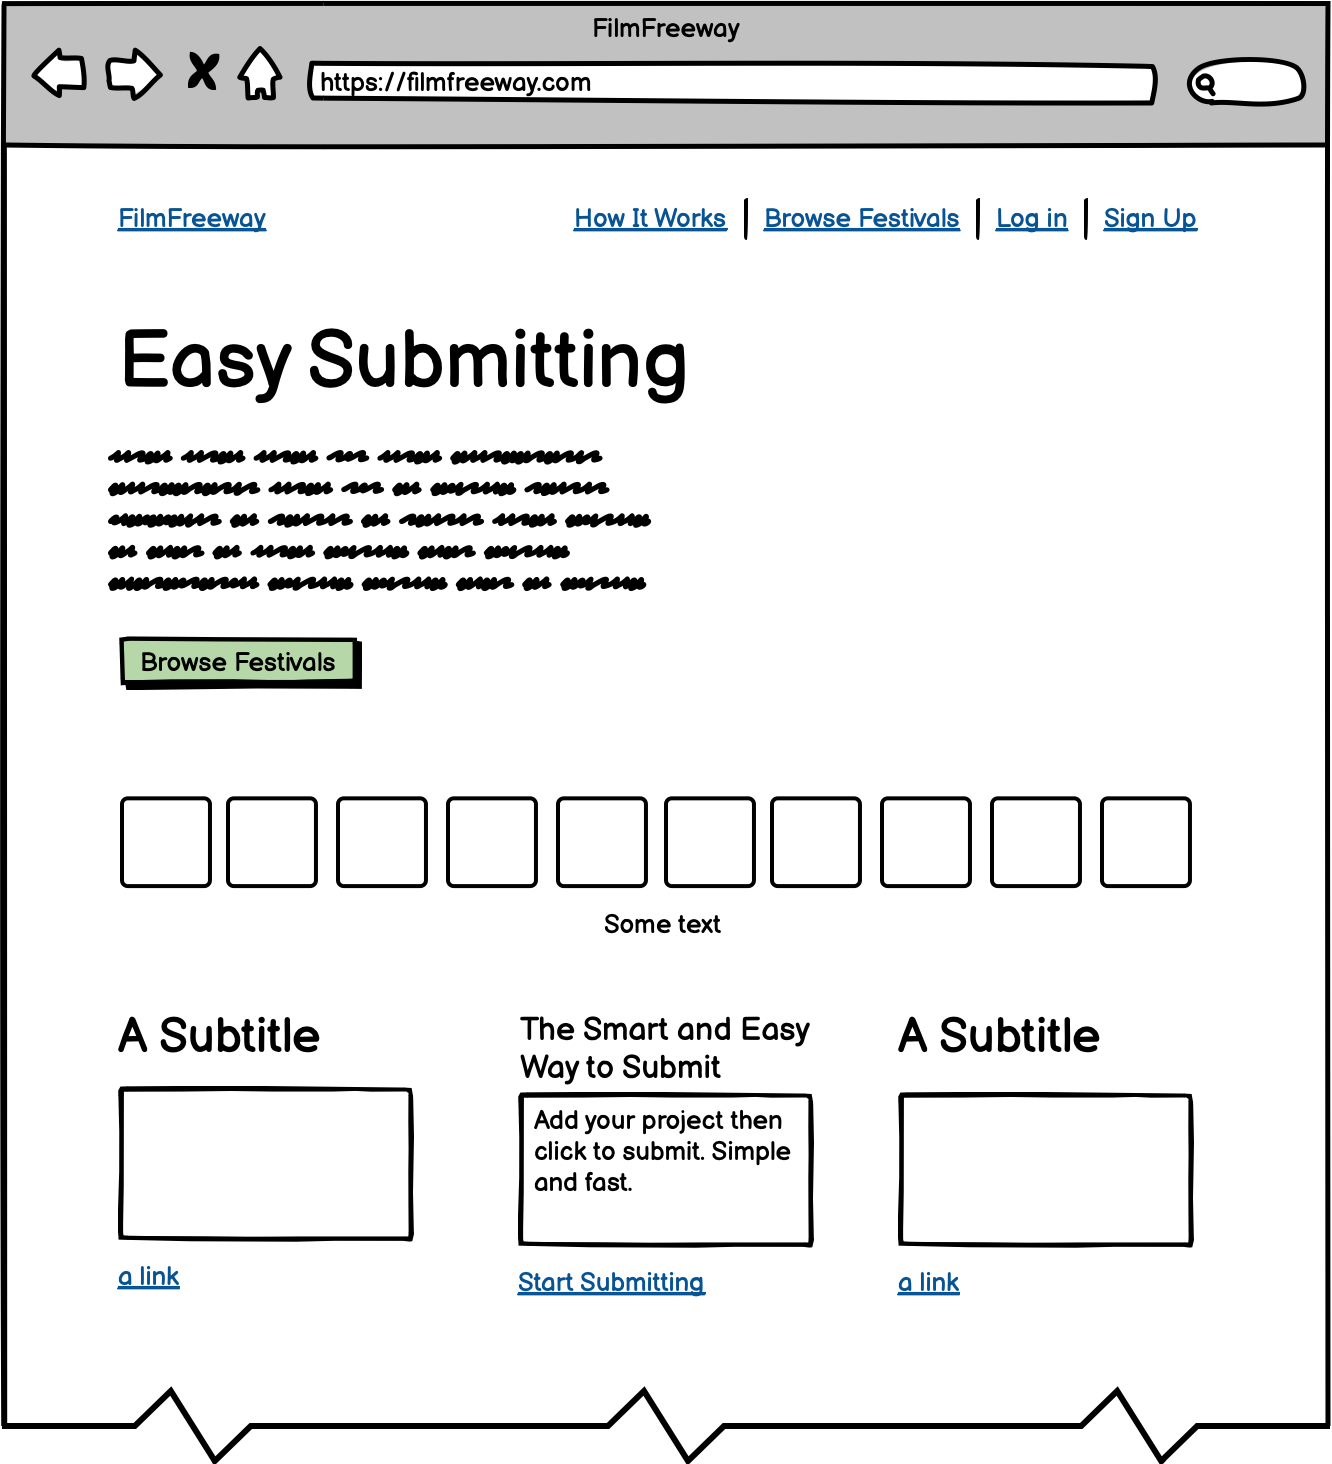 FilmFreeway
https://filmfreeway.com
FilmFreeway How It Works Browse Festivals Log in Sign Up
Easy Submitting
Browse Festivals
Some text
A Subtitle
The Smart and Easy
Way to Submit
A Subtitle
Add your project then
click to submit. Simple
and fast.
a link
Start Submitting
a link